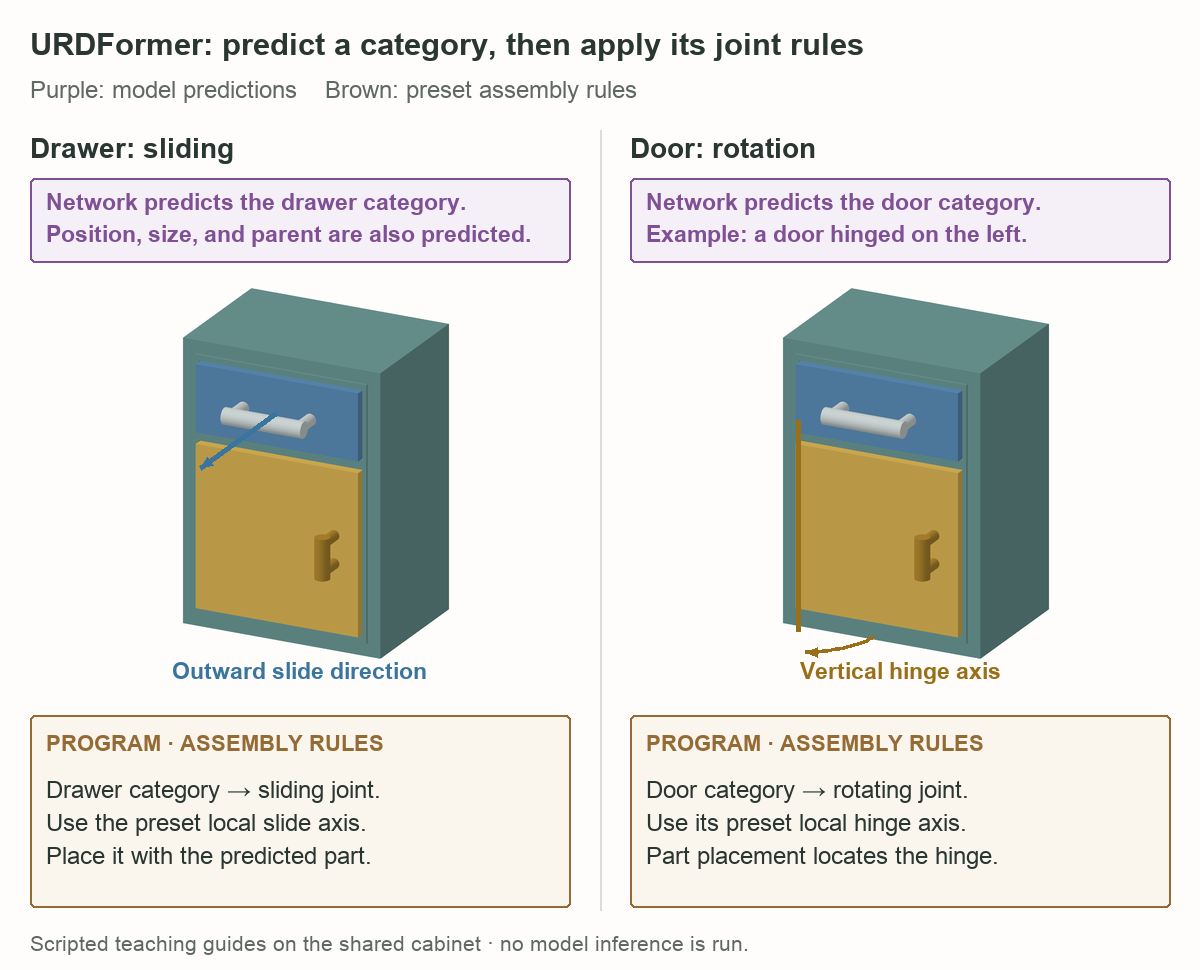 URDFormer: predict a category, then apply its joint rules
Purple: model predictions Brown: preset assembly rules
Drawer: sliding
Network predicts the drawer category.
Position, size, and parent are also predicted.
Outward slide direction
PROGRAM · ASSEMBLY RULES
Drawer category → sliding joint.
Use the preset local slide axis.
Place it with the predicted part.
Door: rotation
Network predicts the door category.
Example: a door hinged on the left.
Vertical hinge axis
PROGRAM · ASSEMBLY RULES
Door category → rotating joint.
Use its preset local hinge axis.
Part placement locates the hinge.
Scripted teaching guides on the shared cabinet · no model inference is run.